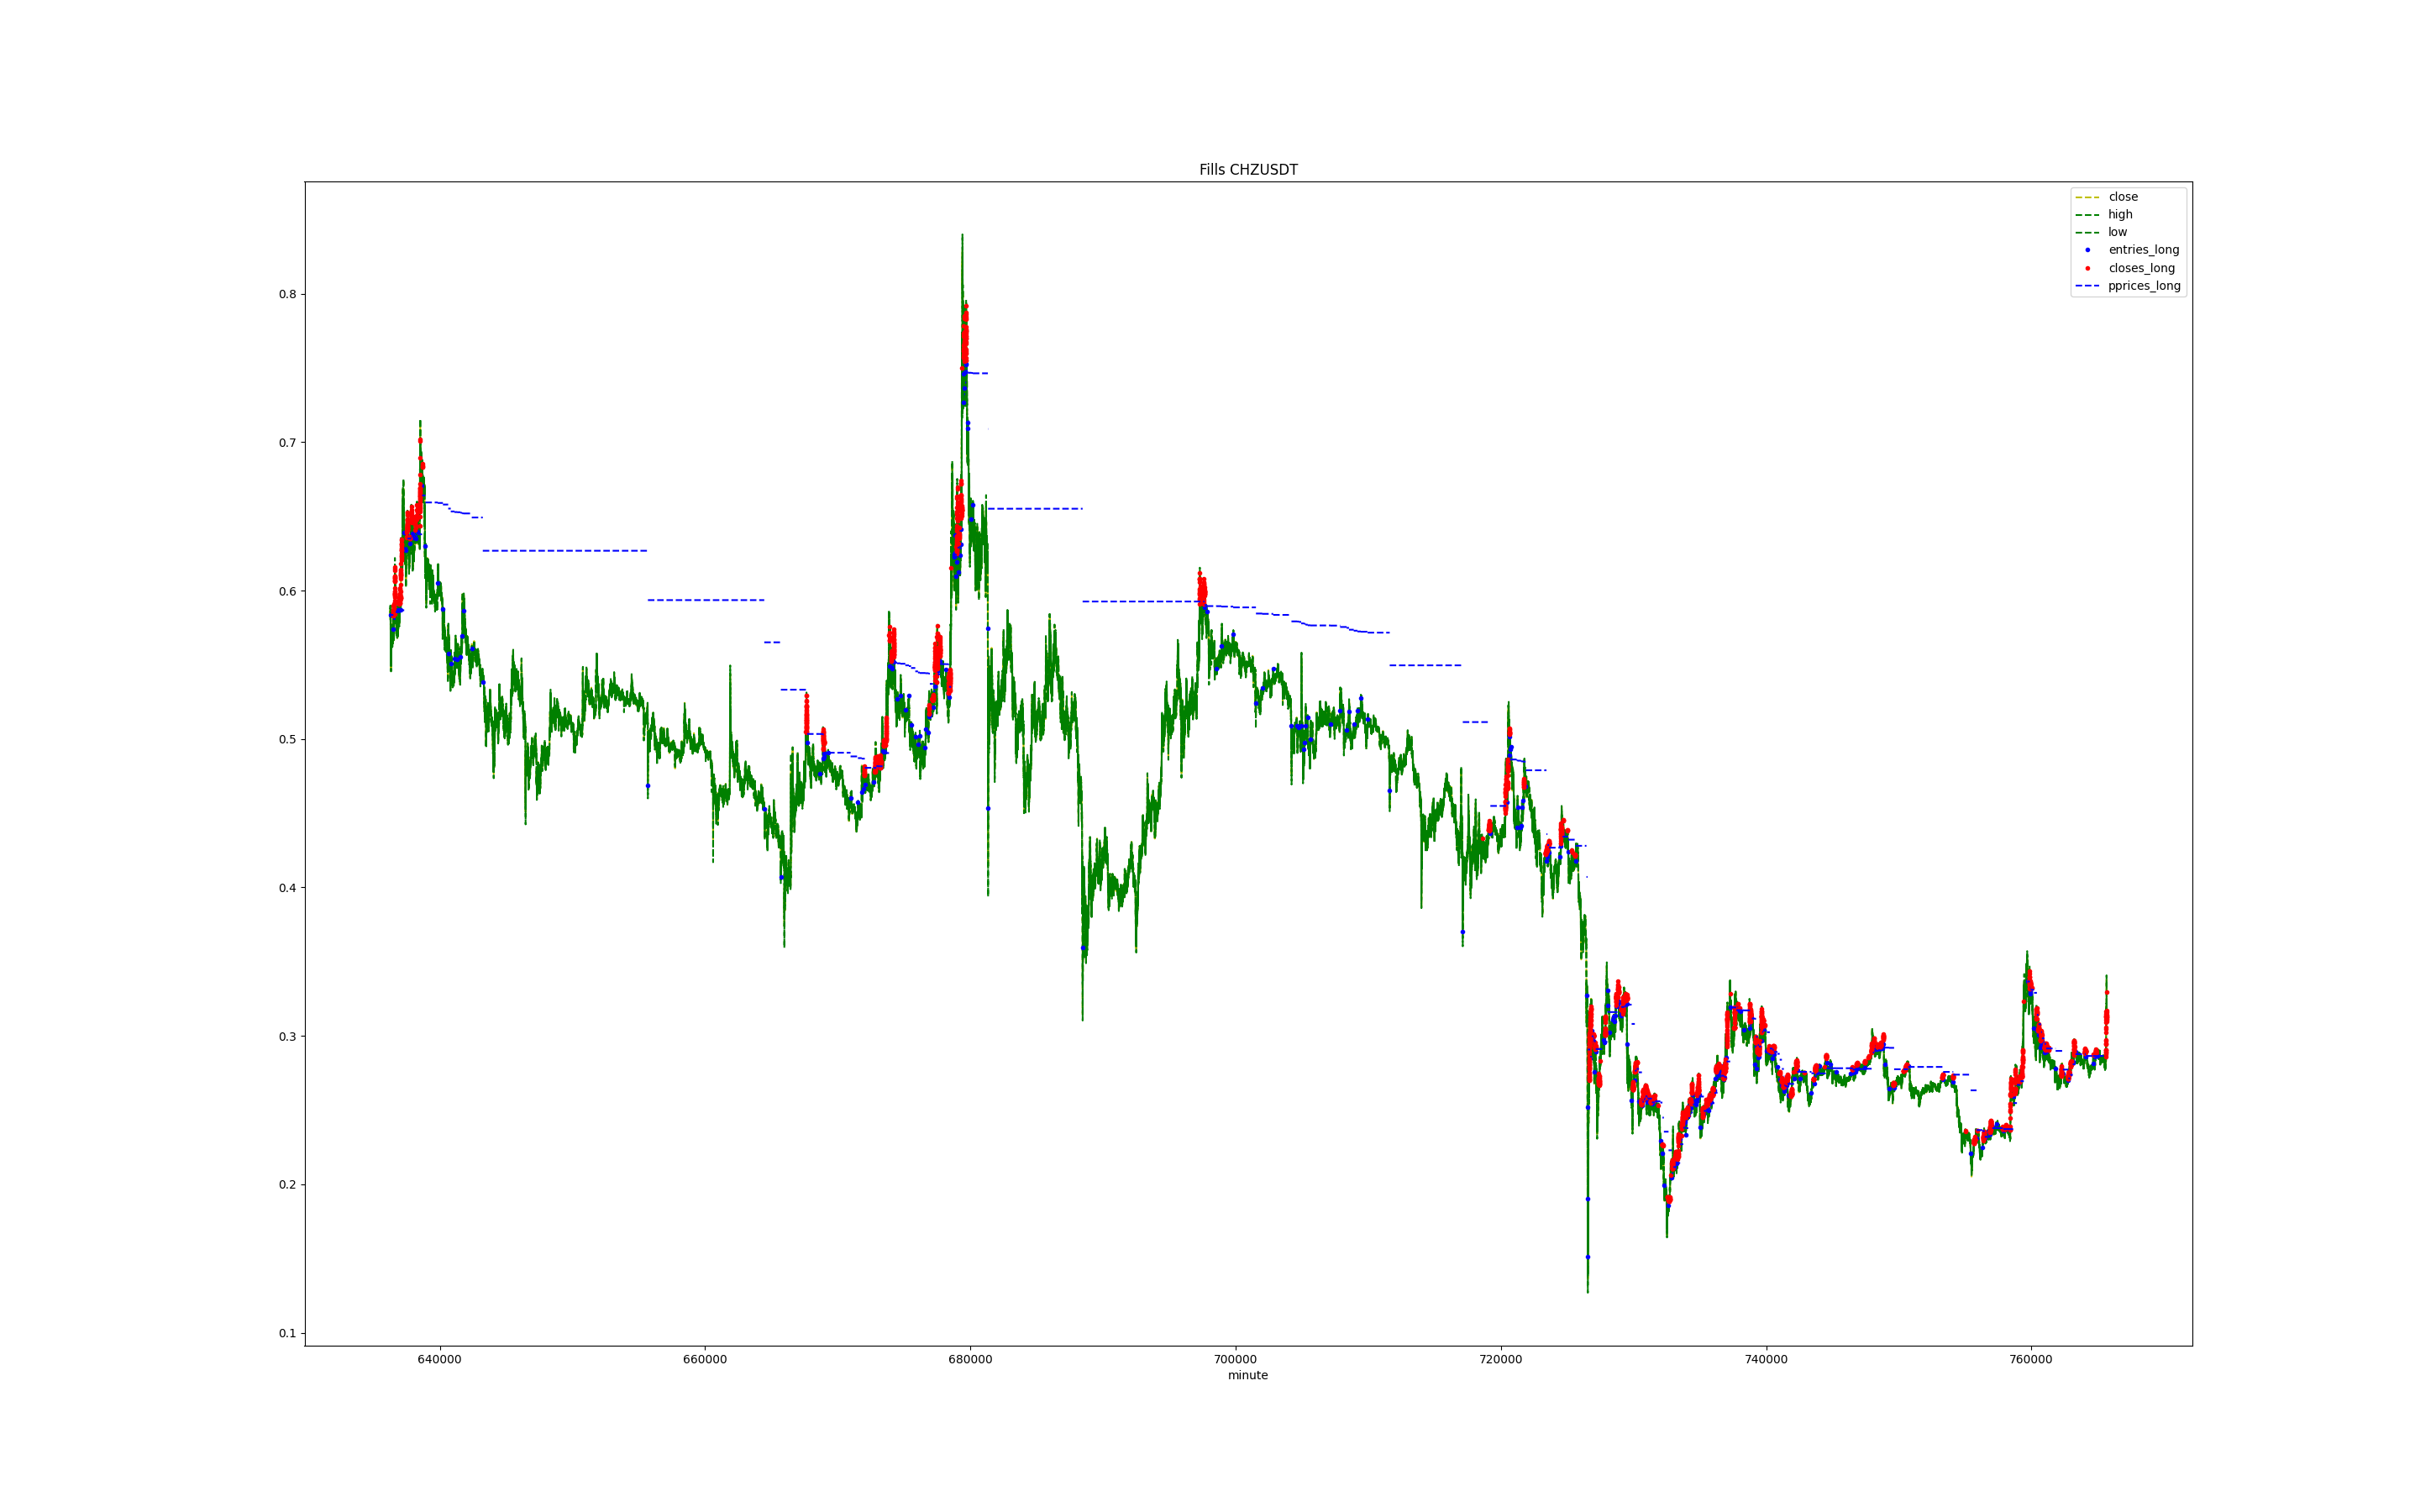 Fills CHZUSDT
close
high
low
entries_long
closes_long
pprices_long
0.8
0.7
0.6
0.5
0.4
0.3
0.2
0.1
640000 660000 680000 700000 720000 740000 760000
minute